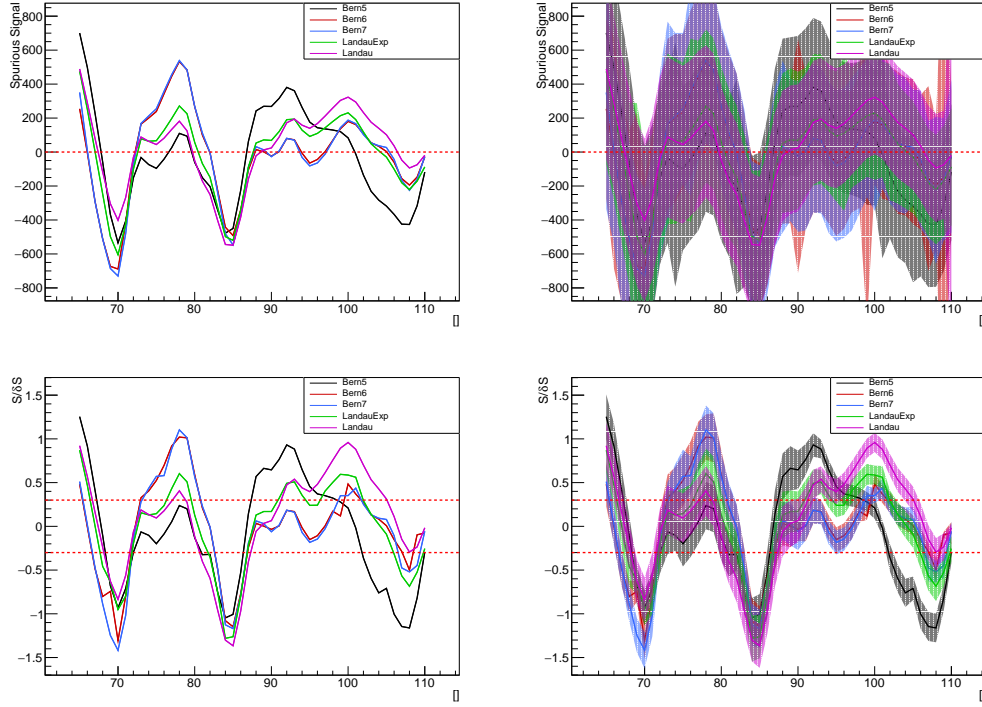 Spurious Signal
800
600
400
200
0
−200
−400
−600
−800
70
80
90
100
110
[]
Bern5
Bern6
Bern7
LandauExp
Landau
Spurious Signal
800
600
400
200
0
−200
−400
−600
−800
70
80
90
100
110
[]
Bern5
Bern6
Bern7
LandauExp
Landau
S/δS
1.5
1
0.5
0
−0.5
−1
−1.5
70
80
90
100
110
[]
Bern5
Bern6
Bern7
LandauExp
Landau
S/δS
1.5
1
0.5
0
−0.5
−1
−1.5
70
80
90
100
110
[]
Bern5
Bern6
Bern7
LandauExp
Landau